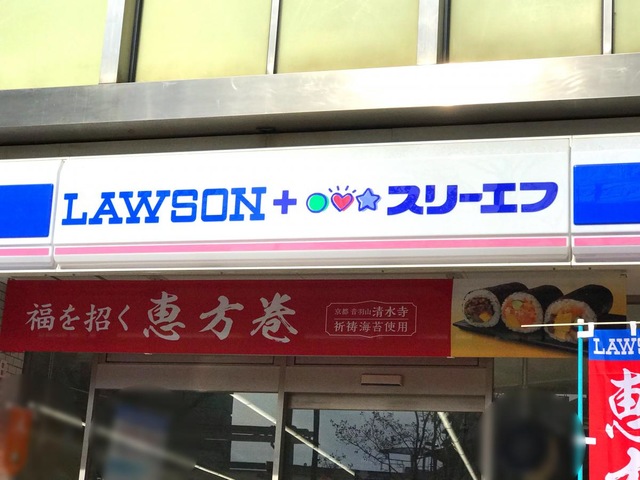 LAWSON + スリーエフ
福を招く 恵方巻
京都 音羽山 清水寺
祈祷海苔使用
LAWS
恵